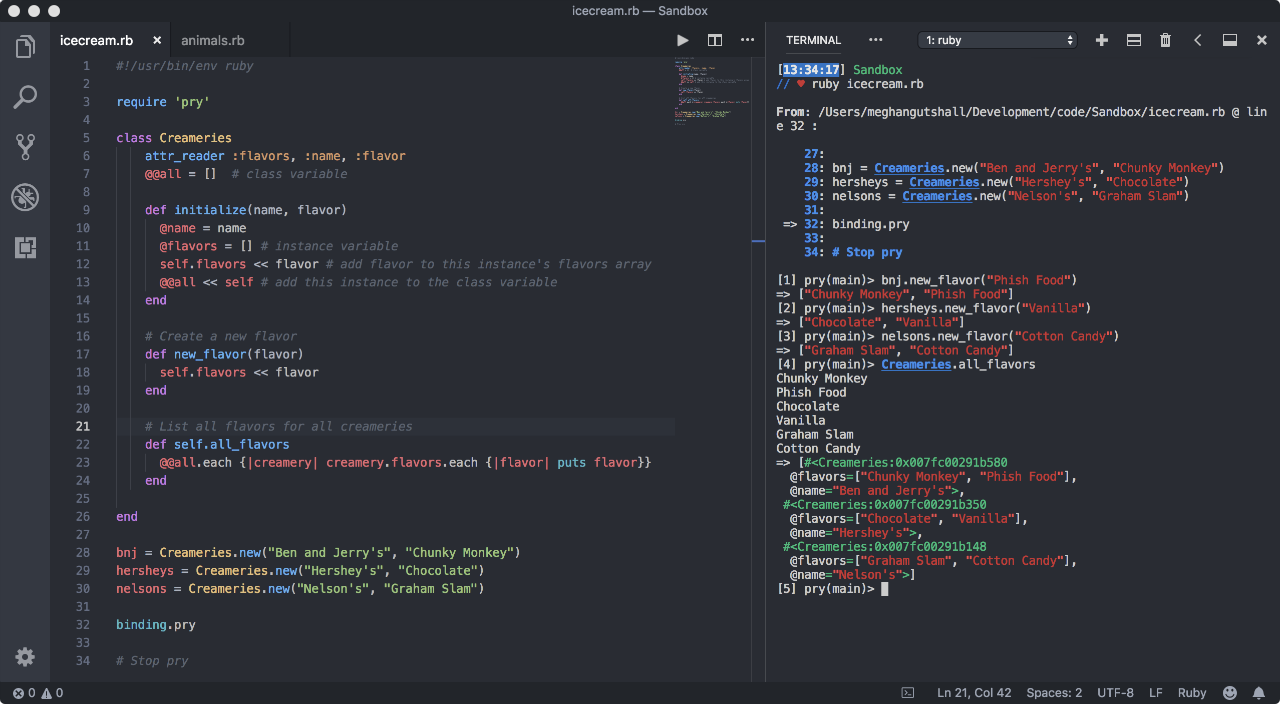 icecream.rb — Sandbox
icecream.rb × animals.rb
1 #!/usr/bin/env ruby
2
3 require 'pry'
4
5 class Creameries
6 attr_reader :flavors, :name, :flavor
7 @@all = [] # class variable
8
9 def initialize(name, flavor)
10 @name = name
11 @flavors = [] # instance variable
12 self.flavors << flavor # add flavor to this instance's flavors array
13 @@all << self # add this instance to the class variable
14 end
15
16 # Create a new flavor
17 def new_flavor(flavor)
18 self.flavors << flavor
19 end
20
21 # List all flavors for all creameries
22 def self.all_flavors
23 @@all.each {|creamery| creamery.flavors.each {|flavor| puts flavor}}
24 end
25
26 end
27
28 bnj = Creameries.new("Ben and Jerry's", "Chunky Monkey")
29 hersheys = Creameries.new("Hershey's", "Chocolate")
30 nelsons = Creameries.new("Nelson's", "Graham Slam")
31
32 binding.pry
33
34 # Stop pry
TERMINAL ••• 1: ruby
[13:34:17] Sandbox
// ♥ ruby icecream.rb
From: /Users/meghangutshall/Development/code/Sandbox/icecream.rb @ lin
e 32 :
27:
28: bnj = Creameries.new("Ben and Jerry's", "Chunky Monkey")
29: hersheys = Creameries.new("Hershey's", "Chocolate")
30: nelsons = Creameries.new("Nelson's", "Graham Slam")
31:
=> 32: binding.pry
33:
34: # Stop pry
[1] pry(main)> bnj.new_flavor("Phish Food")
=> ["Chunky Monkey", "Phish Food"]
[2] pry(main)> hersheys.new_flavor("Vanilla")
=> ["Chocolate", "Vanilla"]
[3] pry(main)> nelsons.new_flavor("Cotton Candy")
=> ["Graham Slam", "Cotton Candy"]
[4] pry(main)> Creameries.all_flavors
Chunky Monkey
Phish Food
Chocolate
Vanilla
Graham Slam
Cotton Candy
=> [#<Creameries:0x007fc00291b580
@flavors=["Chunky Monkey", "Phish Food"],
@name="Ben and Jerry's">,
#<Creameries:0x007fc00291b350
@flavors=["Chocolate", "Vanilla"],
@name="Hershey's">,
#<Creameries:0x007fc00291b148
@flavors=["Graham Slam", "Cotton Candy"],
@name="Nelson's">]
[5] pry(main)>
0 0 Ln 21, Col 42 Spaces: 2 UTF-8 LF Ruby